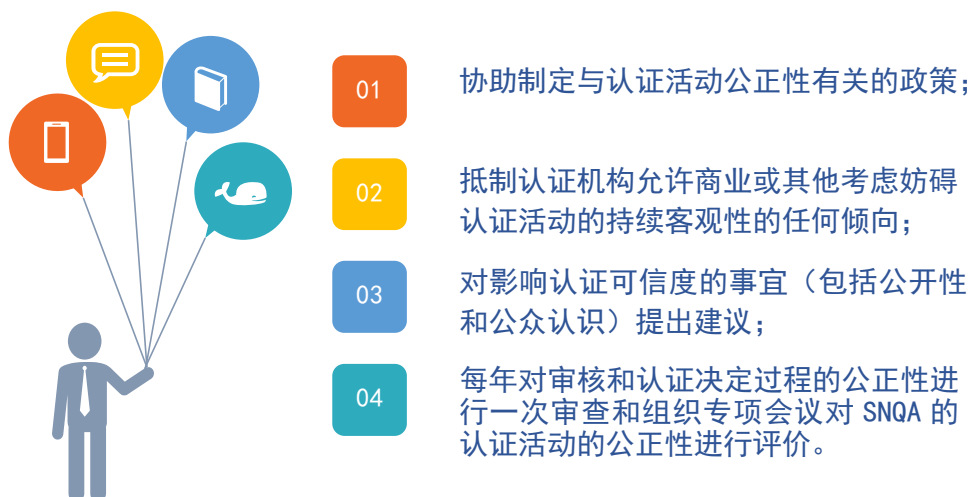 01
协助制定与认证活动公正性有关的政策;
02
抵制认证机构允许商业或其他考虑妨碍
认证活动的持续客观性的任何倾向;
03
对影响认证可信度的事宜（包括公开性
和公众认识）提出建议;
04
每年对审核和认证决定过程的公正性进
行一次审查和组织专项会议对 SNQA 的
认证活动的公正性进行评价。